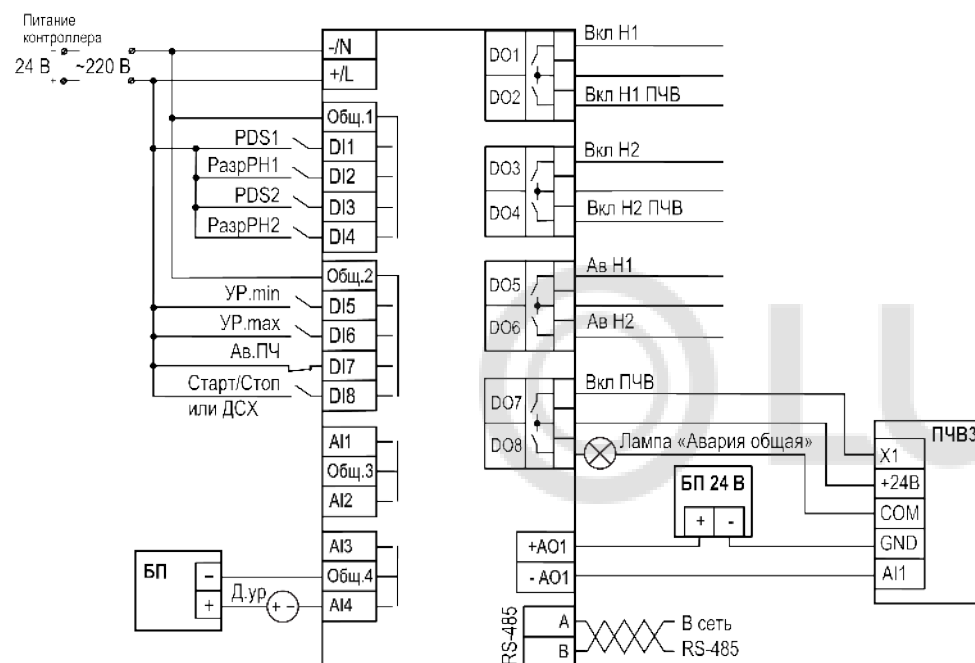 Питание
контроллера
- ~220 В
24 В
+
-/N
+/L
Общ.1
PDS1 DI1
РазрРН1 DI2
PDS2 DI3
РазрРН2 DI4
Общ.2
УР.min DI5
УР.max DI6
Ав.ПЧ DI7
Старт/Стоп
или ДСХ
DI8
AI1
Общ.3
AI2
AI3
Общ.4
AI4
БП
-
+
Д.ур
+ -
DO1 Вкл Н1
DO2 Вкл Н1 ПЧВ
DO3 Вкл Н2
DO4 Вкл Н2 ПЧВ
DO5 Ав Н1
DO6 Ав Н2
DO7 Вкл ПЧВ
DO8 Лампа «Авария общая»
БП 24 В
+ -
ПЧВ3
X1
+24В
COM
GND
AI1
+AO1
- AO1
RS-485
A
B
В сеть
RS-485